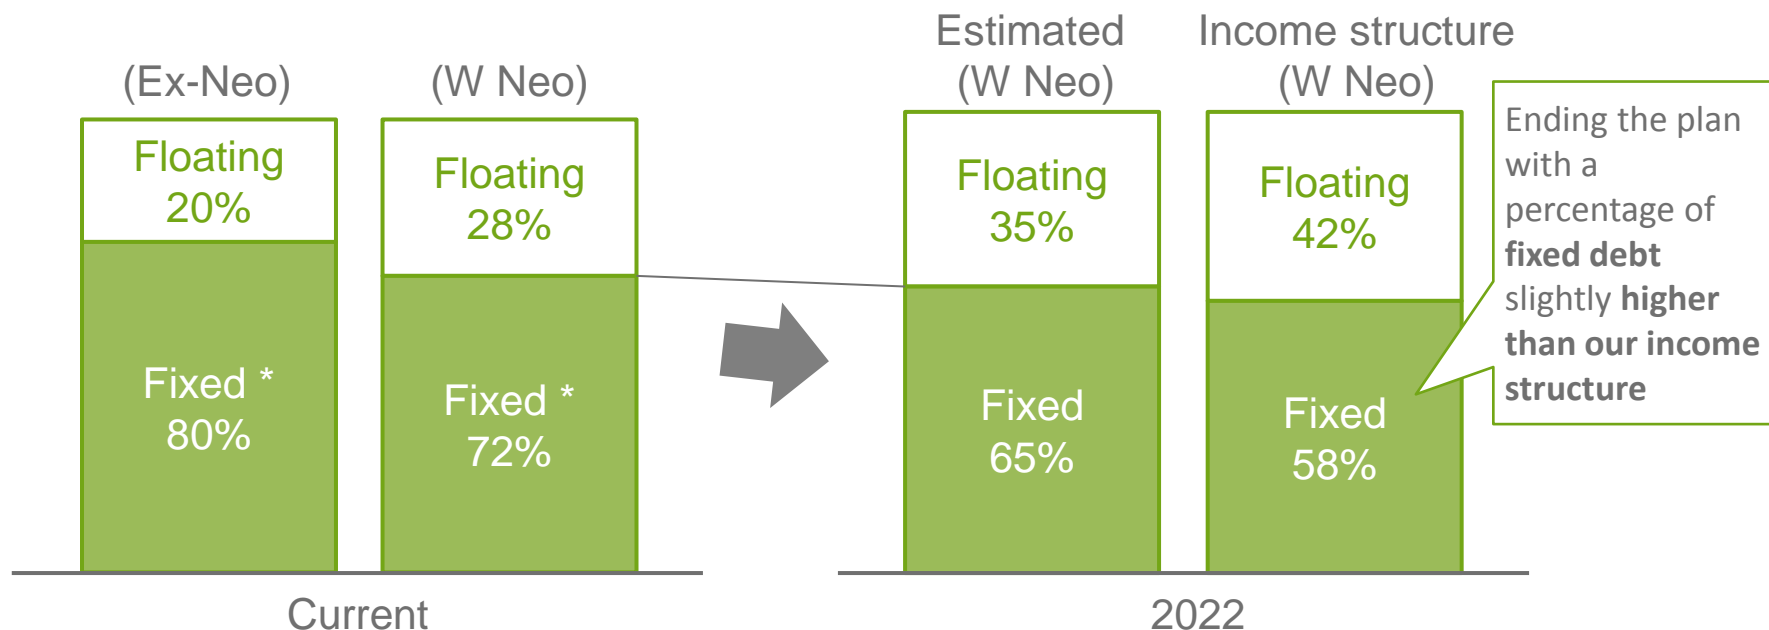 (Ex-Neo)
(W Neo)
Floating
20%
Floating
28%
Fixed *
80%
Fixed *
72%
Current
Estimated
(W Neo)
Income structure
(W Neo)
Floating
35%
Floating
42%
Fixed
65%
Fixed
58%
2022
Ending the plan
with a
percentage of
fixed debt
slightly higher
than our income
structure